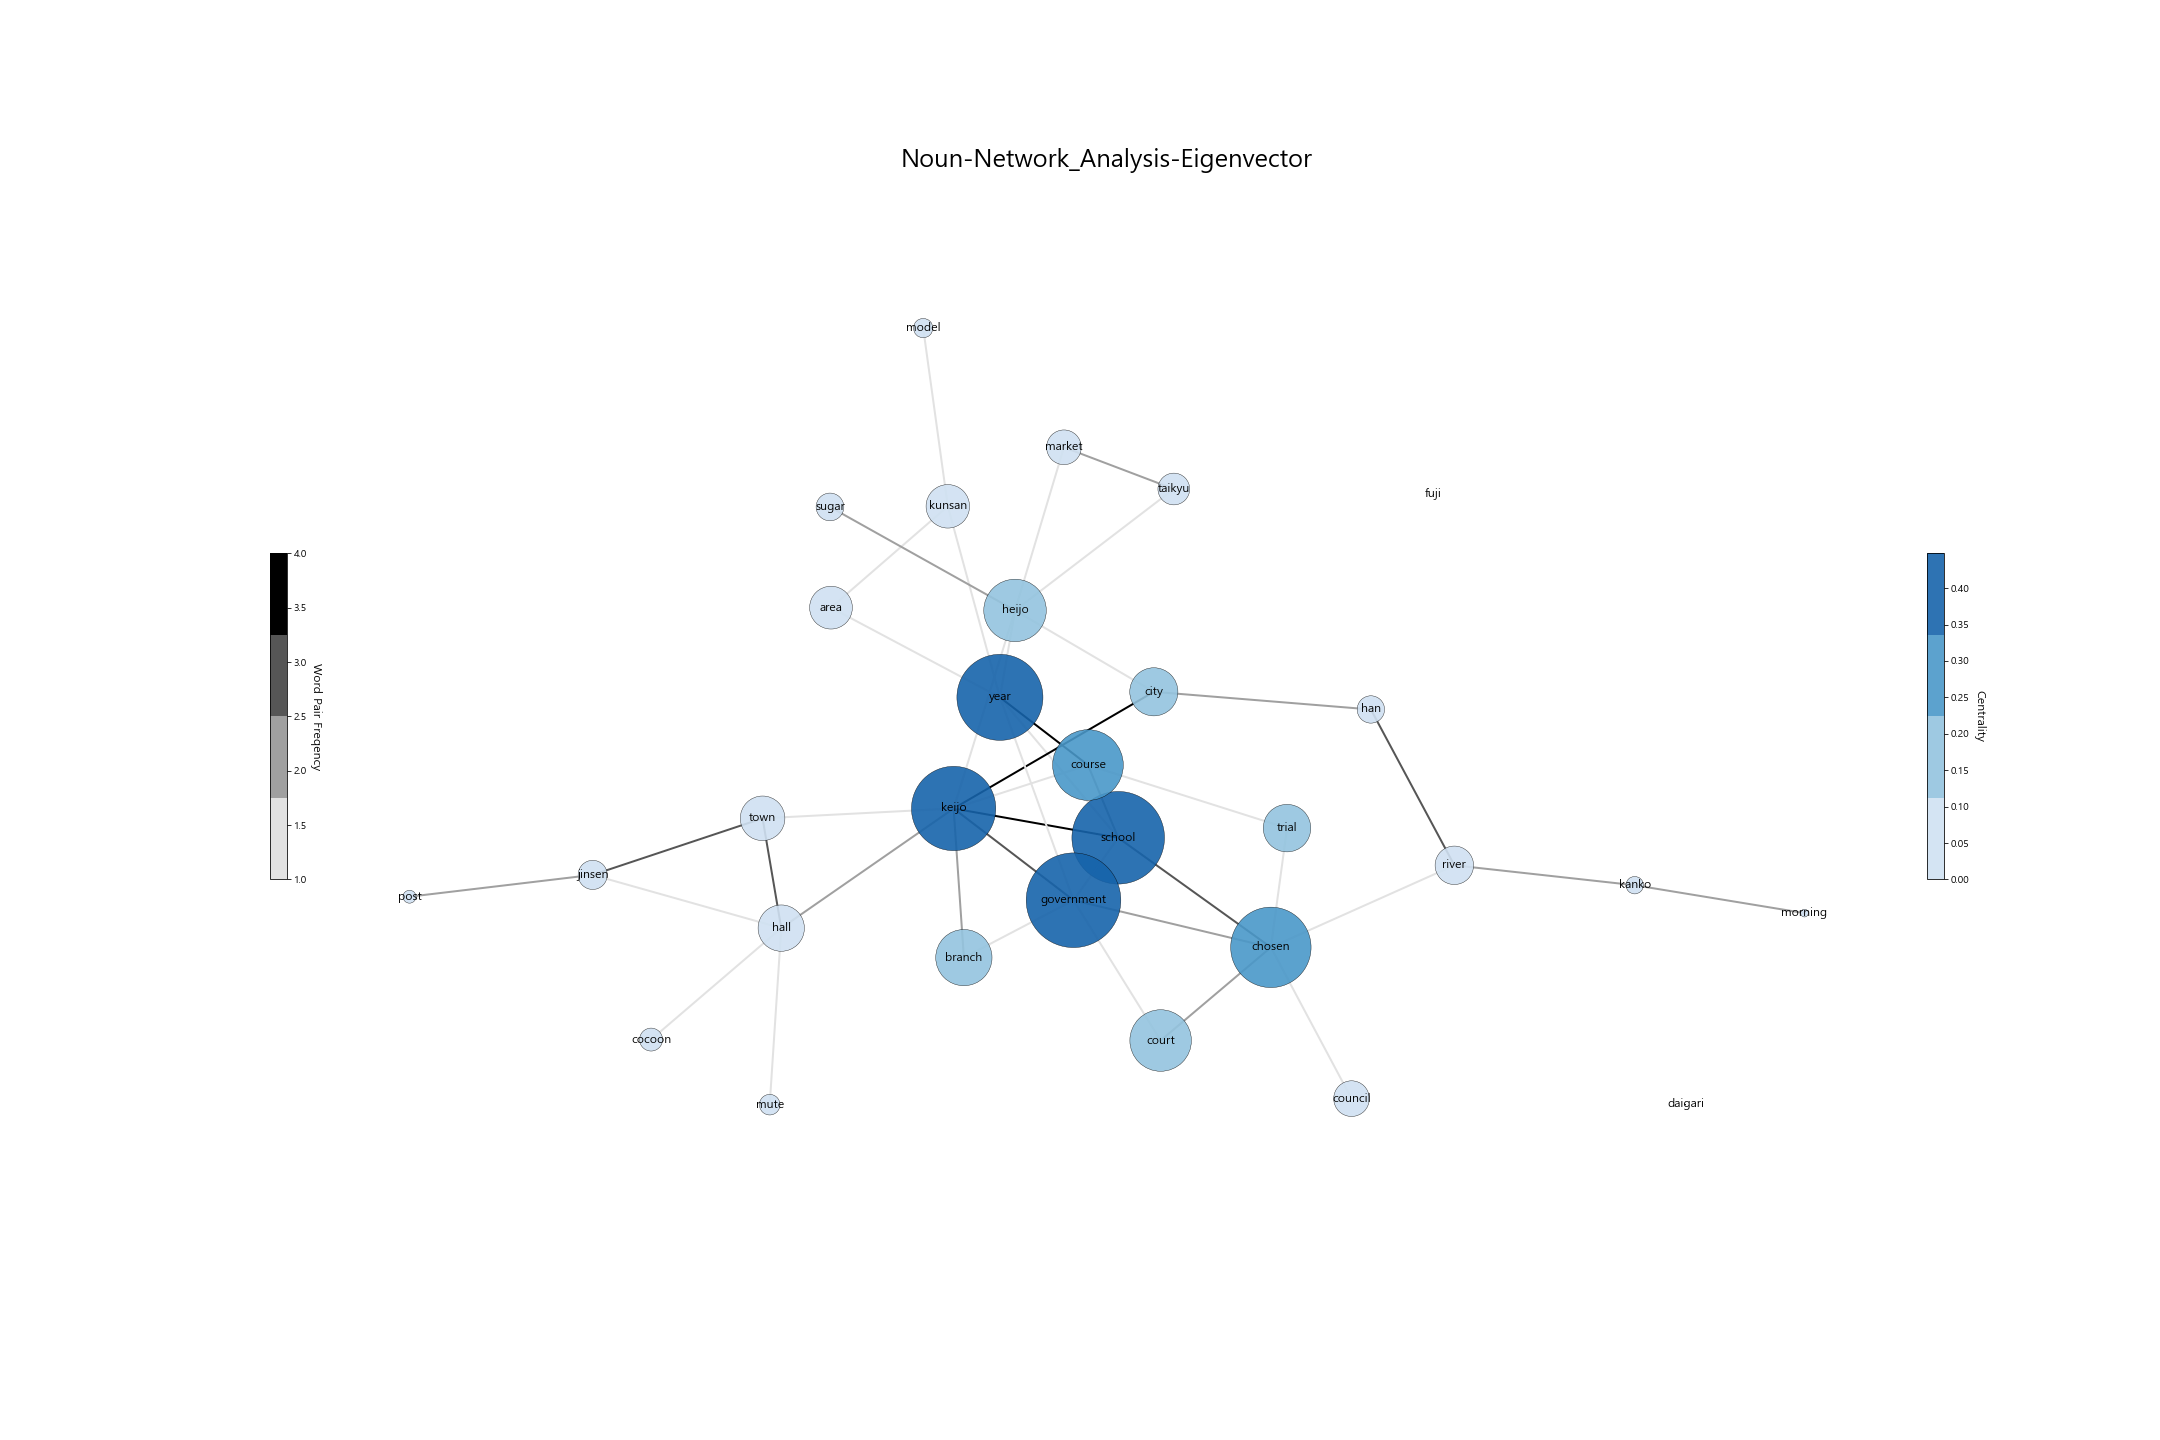 Noun-Network_Analysis-Eigenvector
model
market
taikyu
fuji
sugar
kunsan
area
heijo
year
city
han
course
keijo
town
school
trial
river
jinsen
kanko
post
government
morning
hall
branch
chosen
cocoon
court
mute
council
daigari
4.0
3.5
3.0
2.5
2.0
1.5
1.0
Word Pair Freqency
0.40
0.35
0.30
0.25
0.20
0.15
0.10
0.05
0.00
Centrality